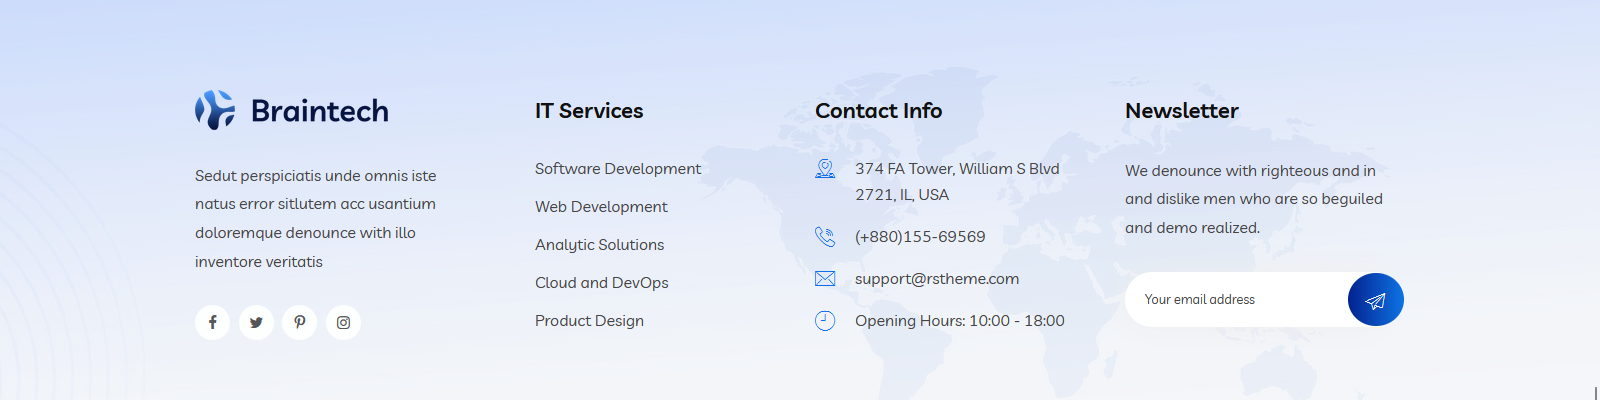 Braintech
Sedut perspiciatis unde omnis iste
natus error sitlutem acc usantium
doloremque denounce with illo
inventore veritatis
IT Services
Software Development
Web Development
Analytic Solutions
Cloud and DevOps
Product Design
Contact Info
374 FA Tower, William S Blvd
2721, IL, USA
(+880)155-69569
support@rstheme.com
Opening Hours: 10:00 - 18:00
Newsletter
We denounce with righteous and in
and dislike men who are so beguiled
and demo realized.
Your email address